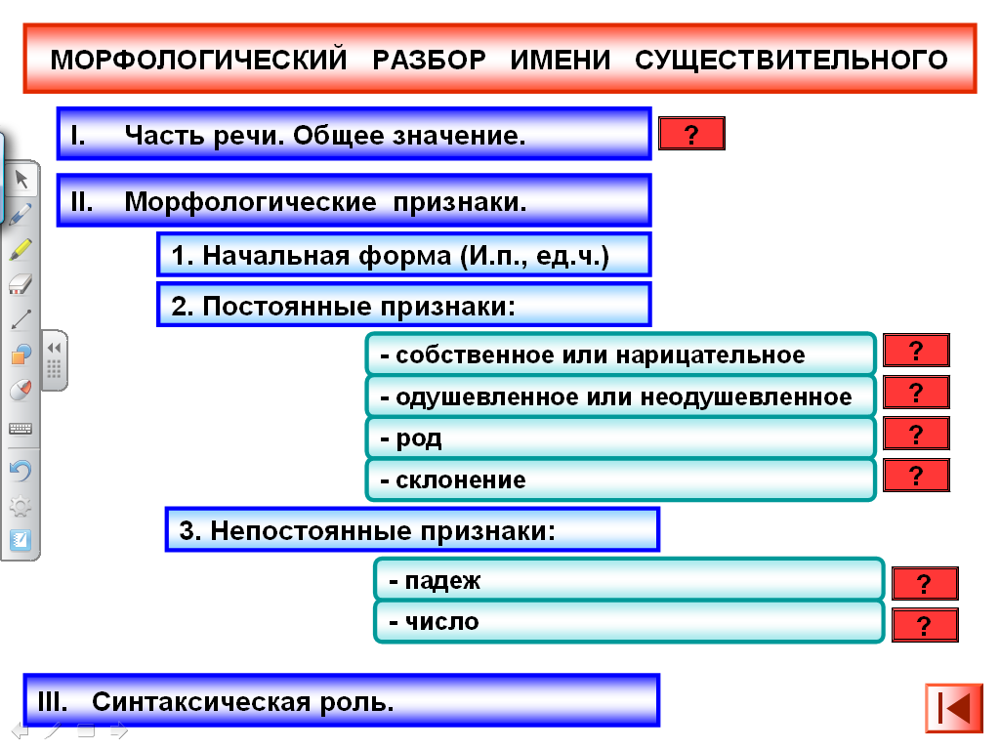 МОРФОЛОГИЧЕСКИЙ РАЗБОР ИМЕНИ СУЩЕСТВИТЕЛЬНОГО
I. Часть речи. Общее значение. ?
II. Морфологические признаки.
1. Начальная форма (И.п., ед.ч.)
2. Постоянные признаки:
- собственное или нарицательное ?
- одушевленное или неодушевленное ?
- род ?
- склонение ?
3. Непостоянные признаки:
- падеж ?
- число ?
III. Синтаксическая роль.